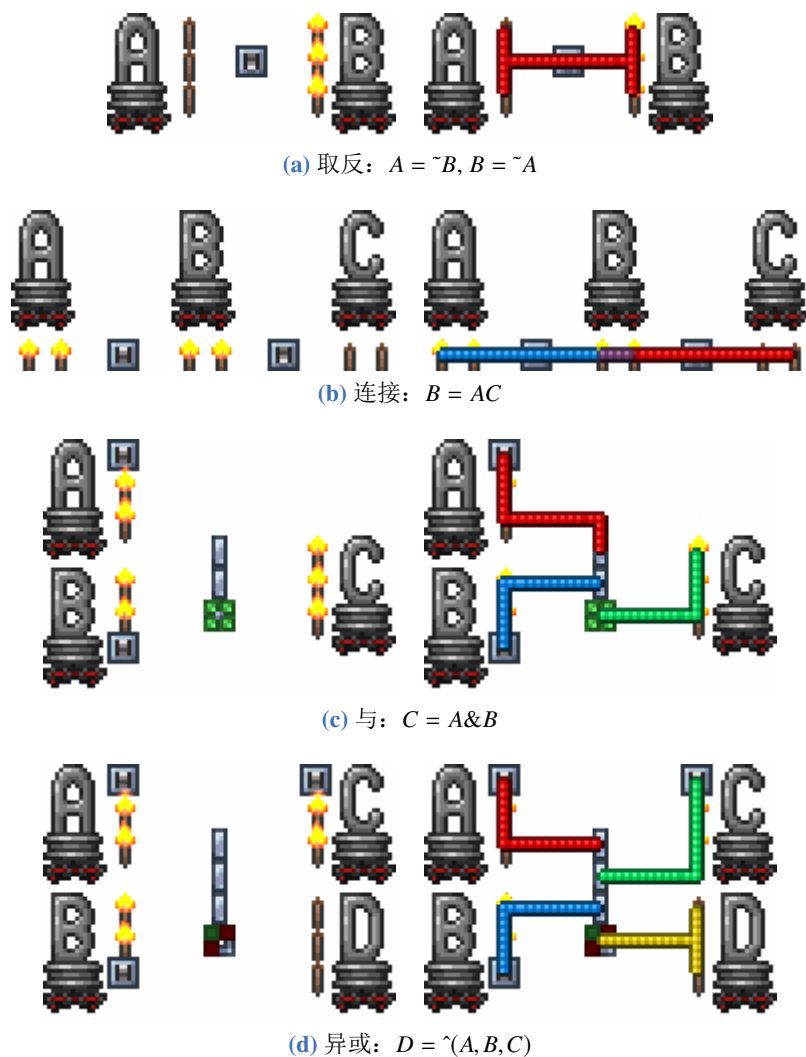 A B A B
(a) 取反：A = ~B, B = ~A
A B C A B C
(b) 连接：B = AC
A A
B C B C
(c) 与：C = A&B
A C A C
B D B D
(d) 异或：D = ^(A, B, C)